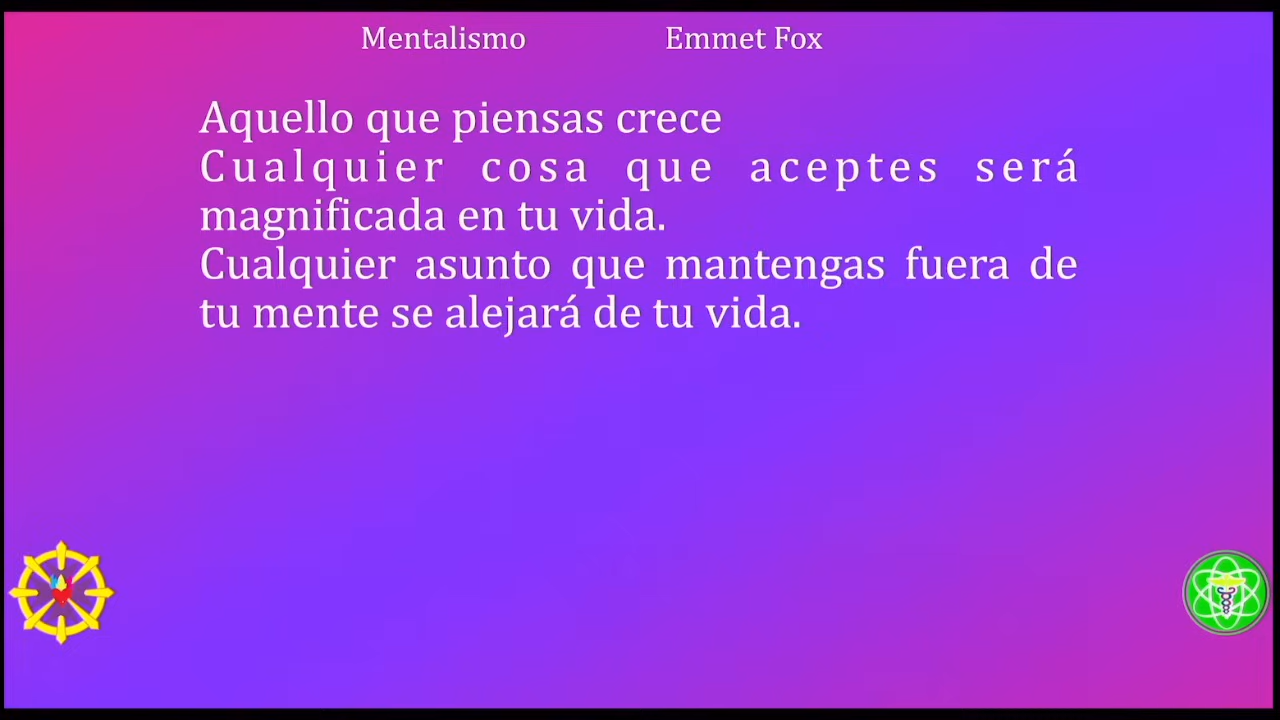 Mentalismo Emmet Fox
Aquello que piensas crece
Cualquier cosa que aceptes será
magnificada en tu vida.
Cualquier asunto que mantengas fuera de
tu mente se alejará de tu vida.